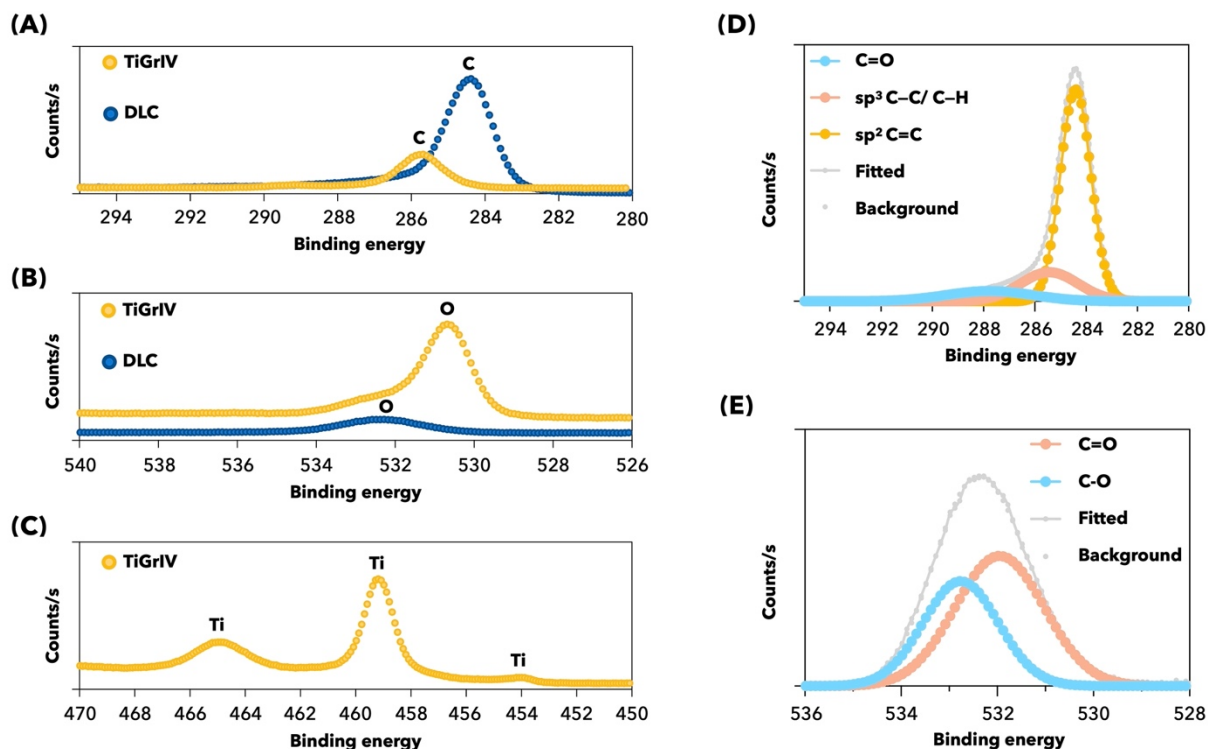 (A)
TiGrIV
DLC
C
C
Counts/s
294 292 290 288 286 284 282 280
Binding energy
(B)
TiGrIV
DLC
O
O
Counts/s
540 538 536 534 532 530 528 526
Binding energy
(C)
TiGrIV
Ti
Ti
Ti
Counts/s
470 468 466 464 462 460 458 456 454 452 450
Binding energy
(D)
C=O
sp³ C–C/ C–H
sp² C=C
Fitted
Background
Counts/s
294 292 290 288 286 284 282 280
Binding energy
(E)
C=O
C-O
Fitted
Background
Counts/s
536 534 532 530 528
Binding energy